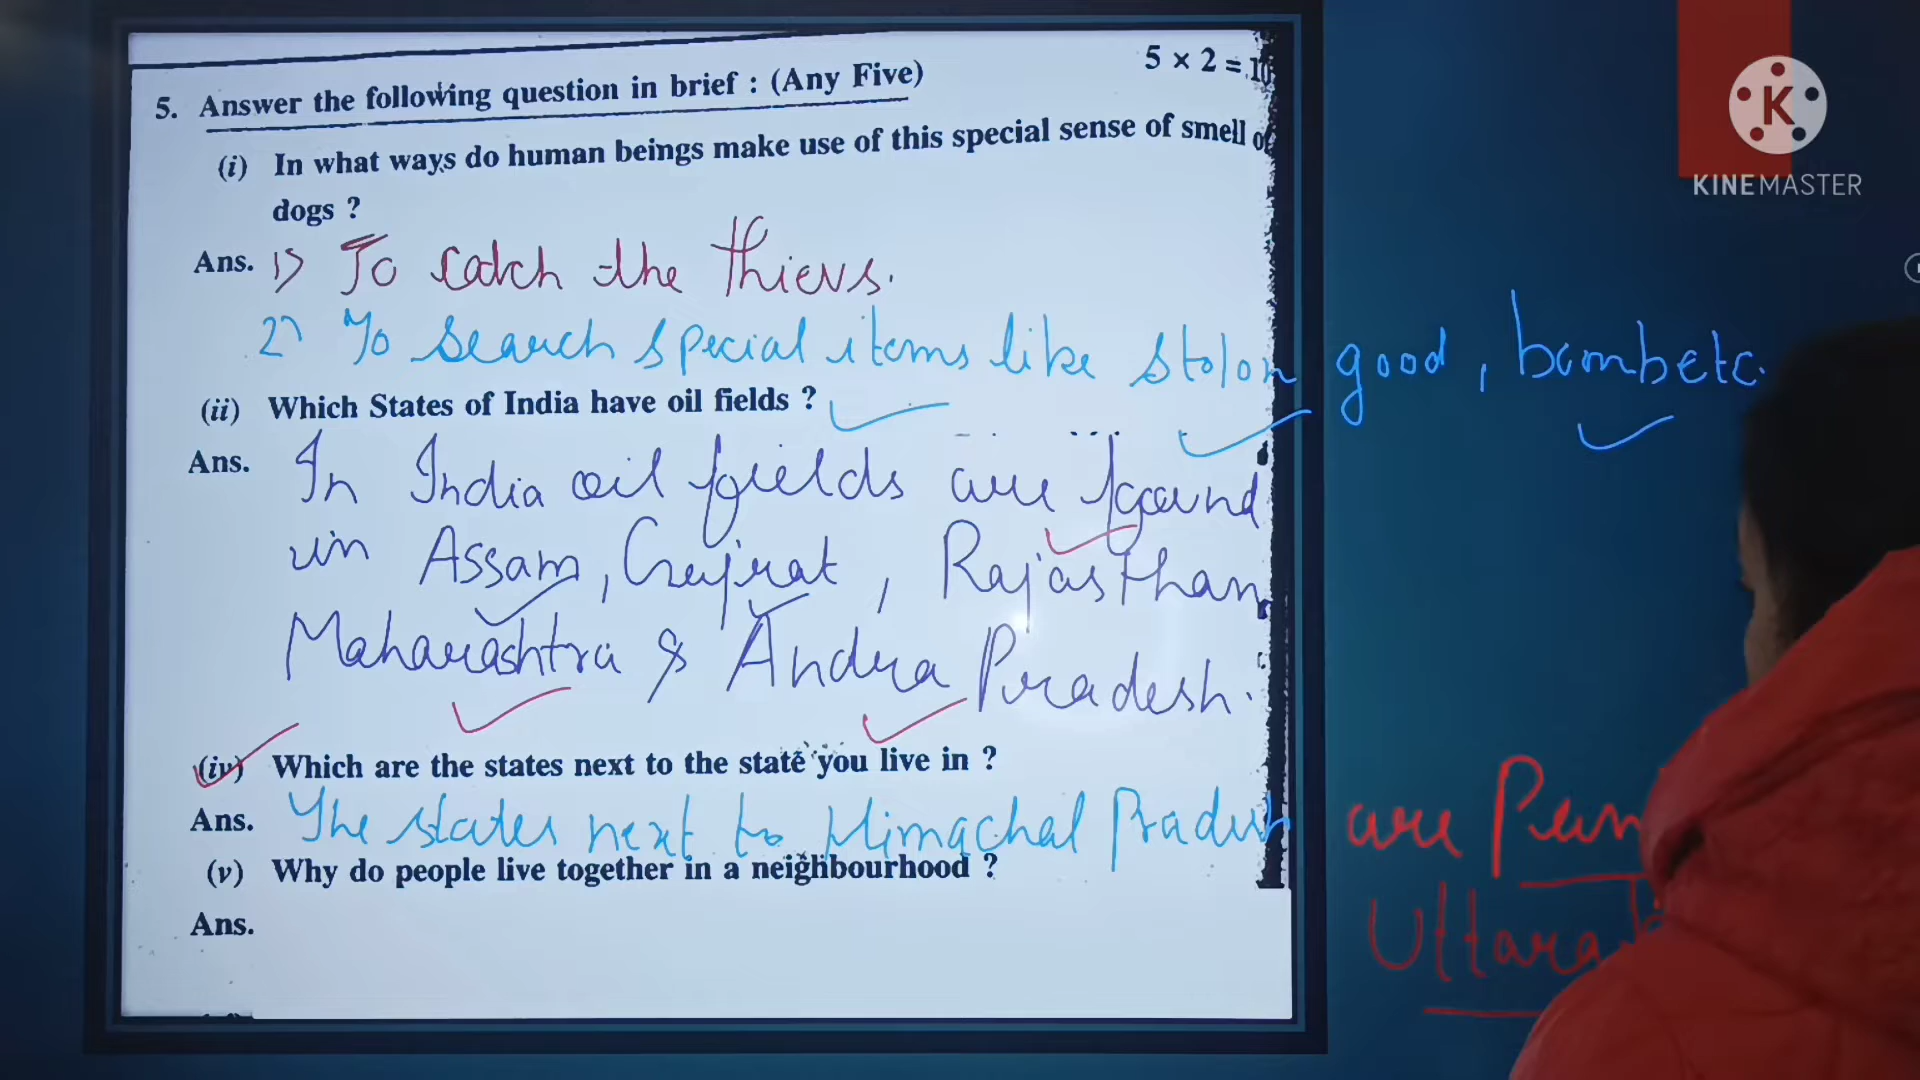 5. Answer the following question in brief : (Any Five) 5 × 2 = 10
(i) In what ways do human beings make use of this special sense of smell of
dogs ?
Ans. 1) To catch the thievs.
2) To search special items like stolon good, bombetc.
(ii) Which States of India have oil fields ?
Ans. In India oil fields are found
in Assam, Gujrat, Rajasthan
Maharashtra & Andra Pradesh.
(iv) Which are the states next to the state you live in ?
Ans. The states next to Himachal Pradesh are
(v) Why do people live together in a neighbourhood ?
Ans.
KINEMASTER